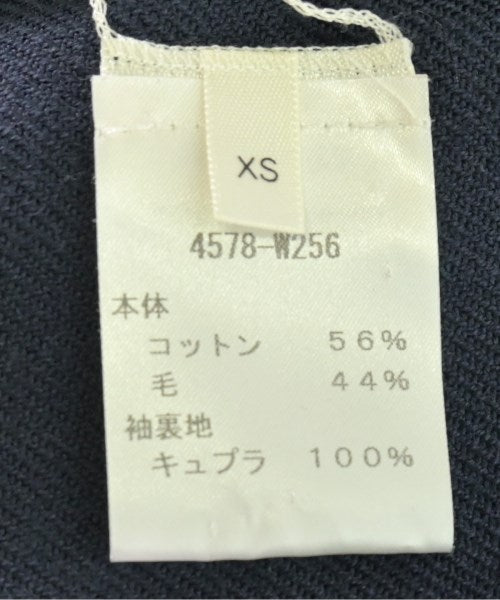 XS
4578-W256
本体
コットン 56%
毛 44%
袖裏地
キュプラ 100%